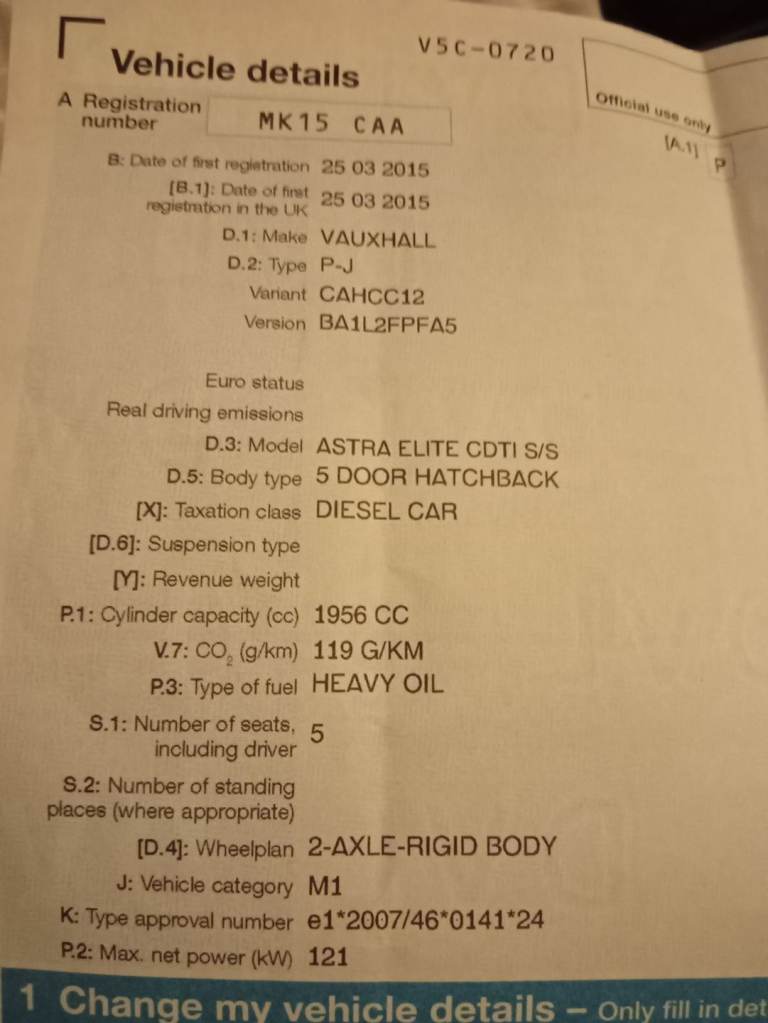 V5C-0720
Vehicle details
Official use only
A Registration number MK15 CAA
[A.1] P
B: Date of first registration 25 03 2015
[B.1]: Date of first
registration in the UK 25 03 2015
D.1: Make VAUXHALL
D.2: Type P-J
Variant CAHCC12
Version BA1L2FPFA5
Euro status
Real driving emissions
D.3: Model ASTRA ELITE CDTI S/S
D.5: Body type 5 DOOR HATCHBACK
[X]: Taxation class DIESEL CAR
[D.6]: Suspension type
[Y]: Revenue weight
P.1: Cylinder capacity (cc) 1956 CC
V.7: CO₂ (g/km) 119 G/KM
P.3: Type of fuel HEAVY OIL
S.1: Number of seats,
including driver 5
S.2: Number of standing
places (where appropriate)
[D.4]: Wheelplan 2-AXLE-RIGID BODY
J: Vehicle category M1
K: Type approval number e1*2007/46*0141*24
P.2: Max. net power (kW) 121
1 Change my vehicle details – Only fill in det